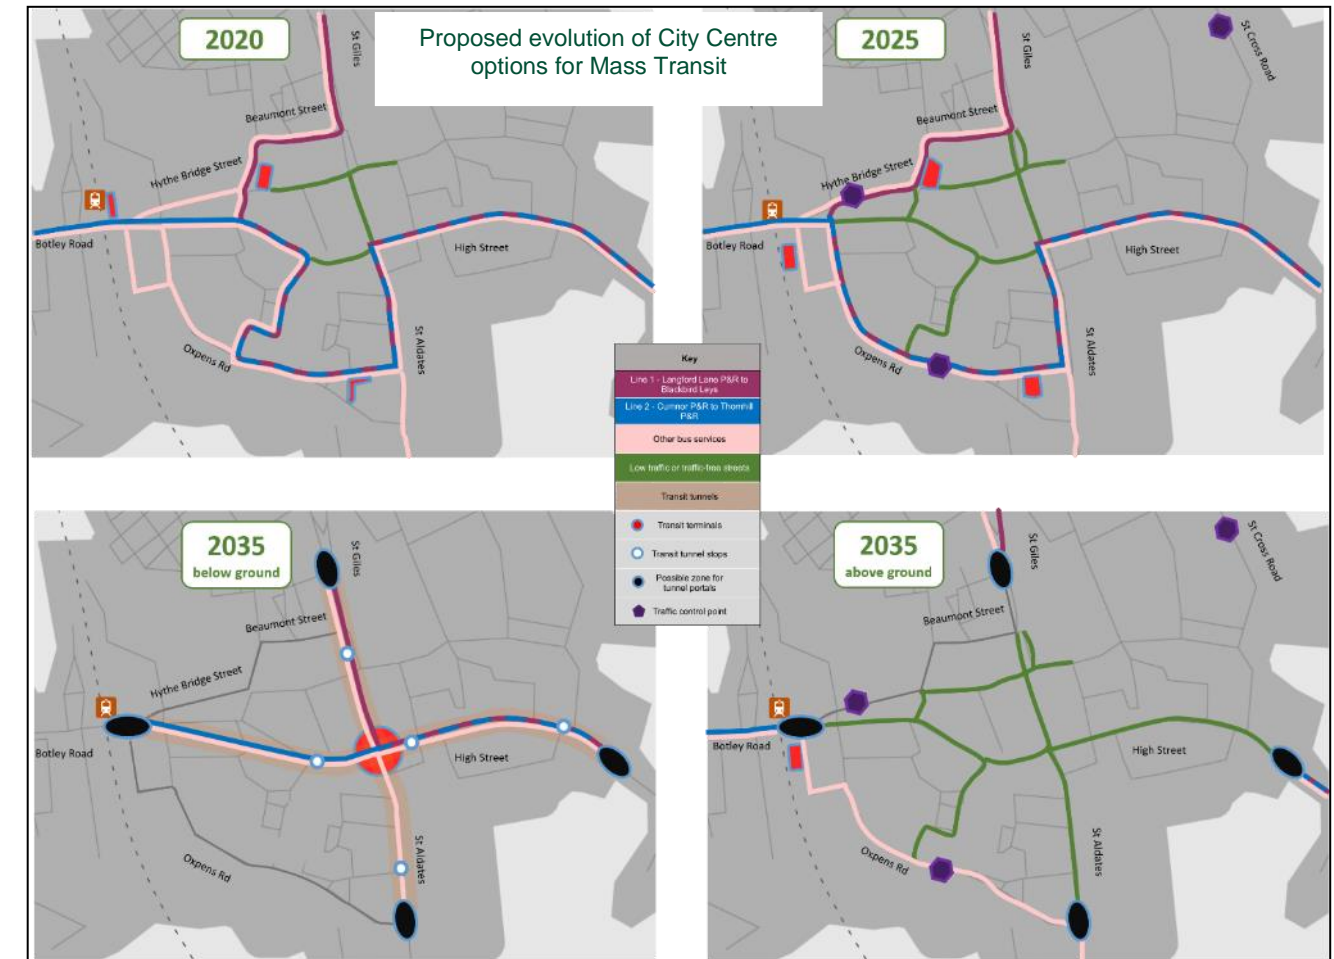 Proposed evolution of City Centre
options for Mass Transit
2020
St Giles
Beaumont Street
Hythe Bridge Street
Botley Road
High Street
Oxpens Rd
St Aldates
2025
St Giles
St Cross Road
Beaumont Street
Hythe Bridge Street
Botley Road
High Street
Oxpens Rd
St Aldates
Key
Line 1 - Langford Lane P&R to
Blackbird Leys
Line 2 - Cumnor P&R to Thornhill
P&R
Other bus services
Low traffic or traffic-free streets
Transit tunnels
Transit terminals
Transit tunnel stops
Possible zone for
tunnel portals
Traffic control point
2035
below ground
St Giles
Beaumont Street
Hythe Bridge Street
Botley Road
High Street
Oxpens Rd
St Aldates
2035
above ground
St Giles
St Cross Road
Beaumont Street
Botley Road
High Street
Oxpens Rd
St Aldates